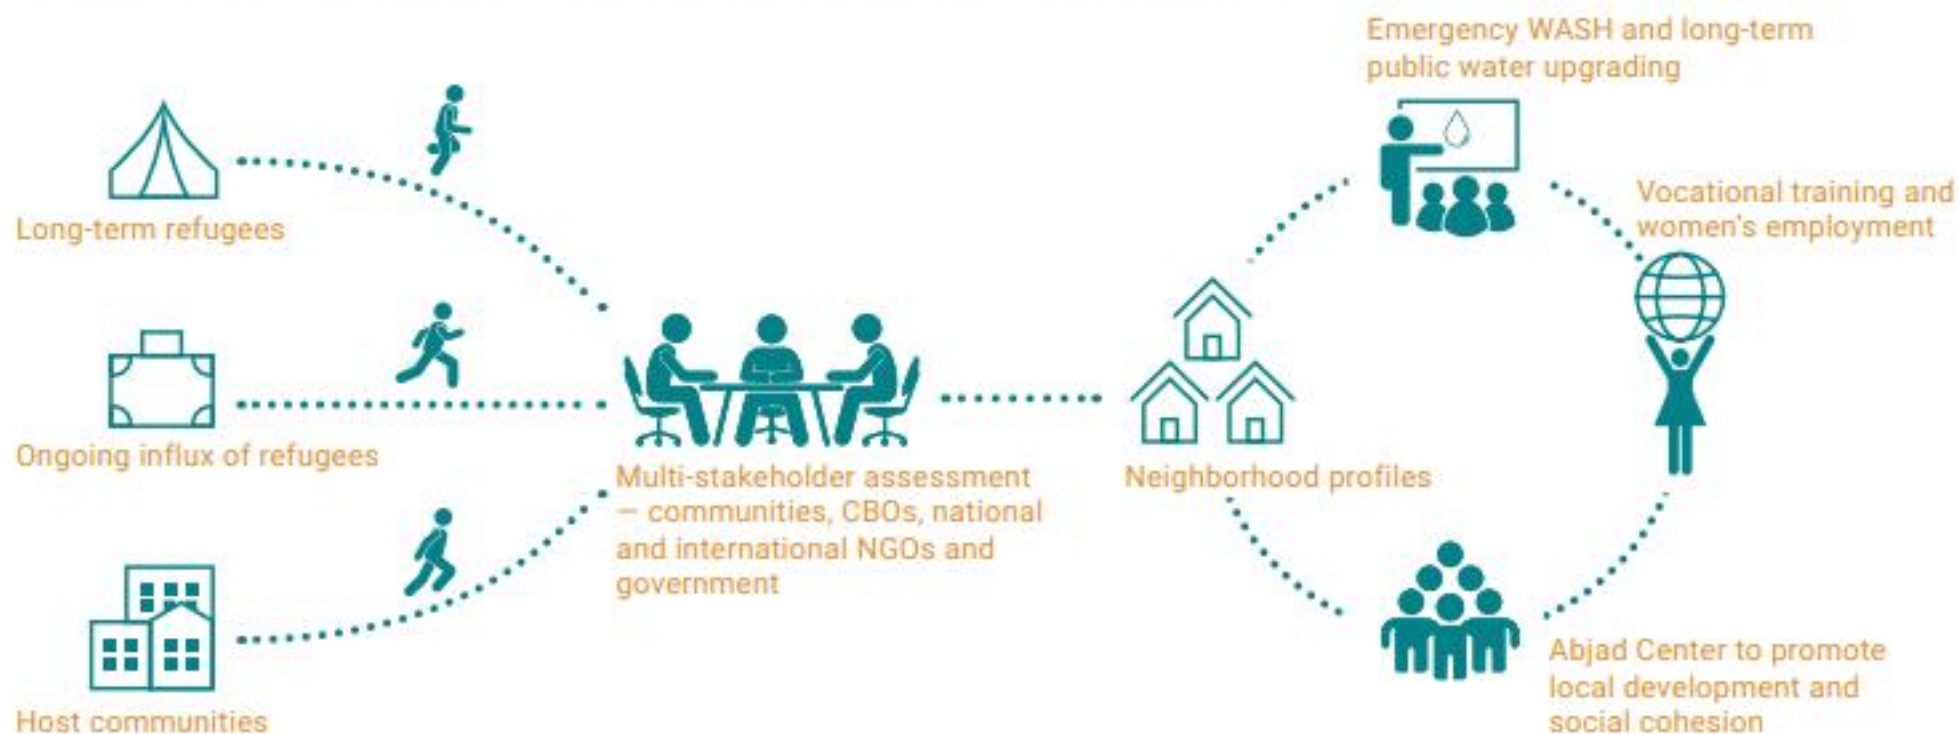 Emergency WASH and long-term
public water upgrading
Long-term refugees
Vocational training and
women's employment
Ongoing influx of refugees
Multi-stakeholder assessment
— communities, CBOs, national
and international NGOs and
government
Neighborhood profiles
Host communities
Abjad Center to promote
local development and
social cohesion